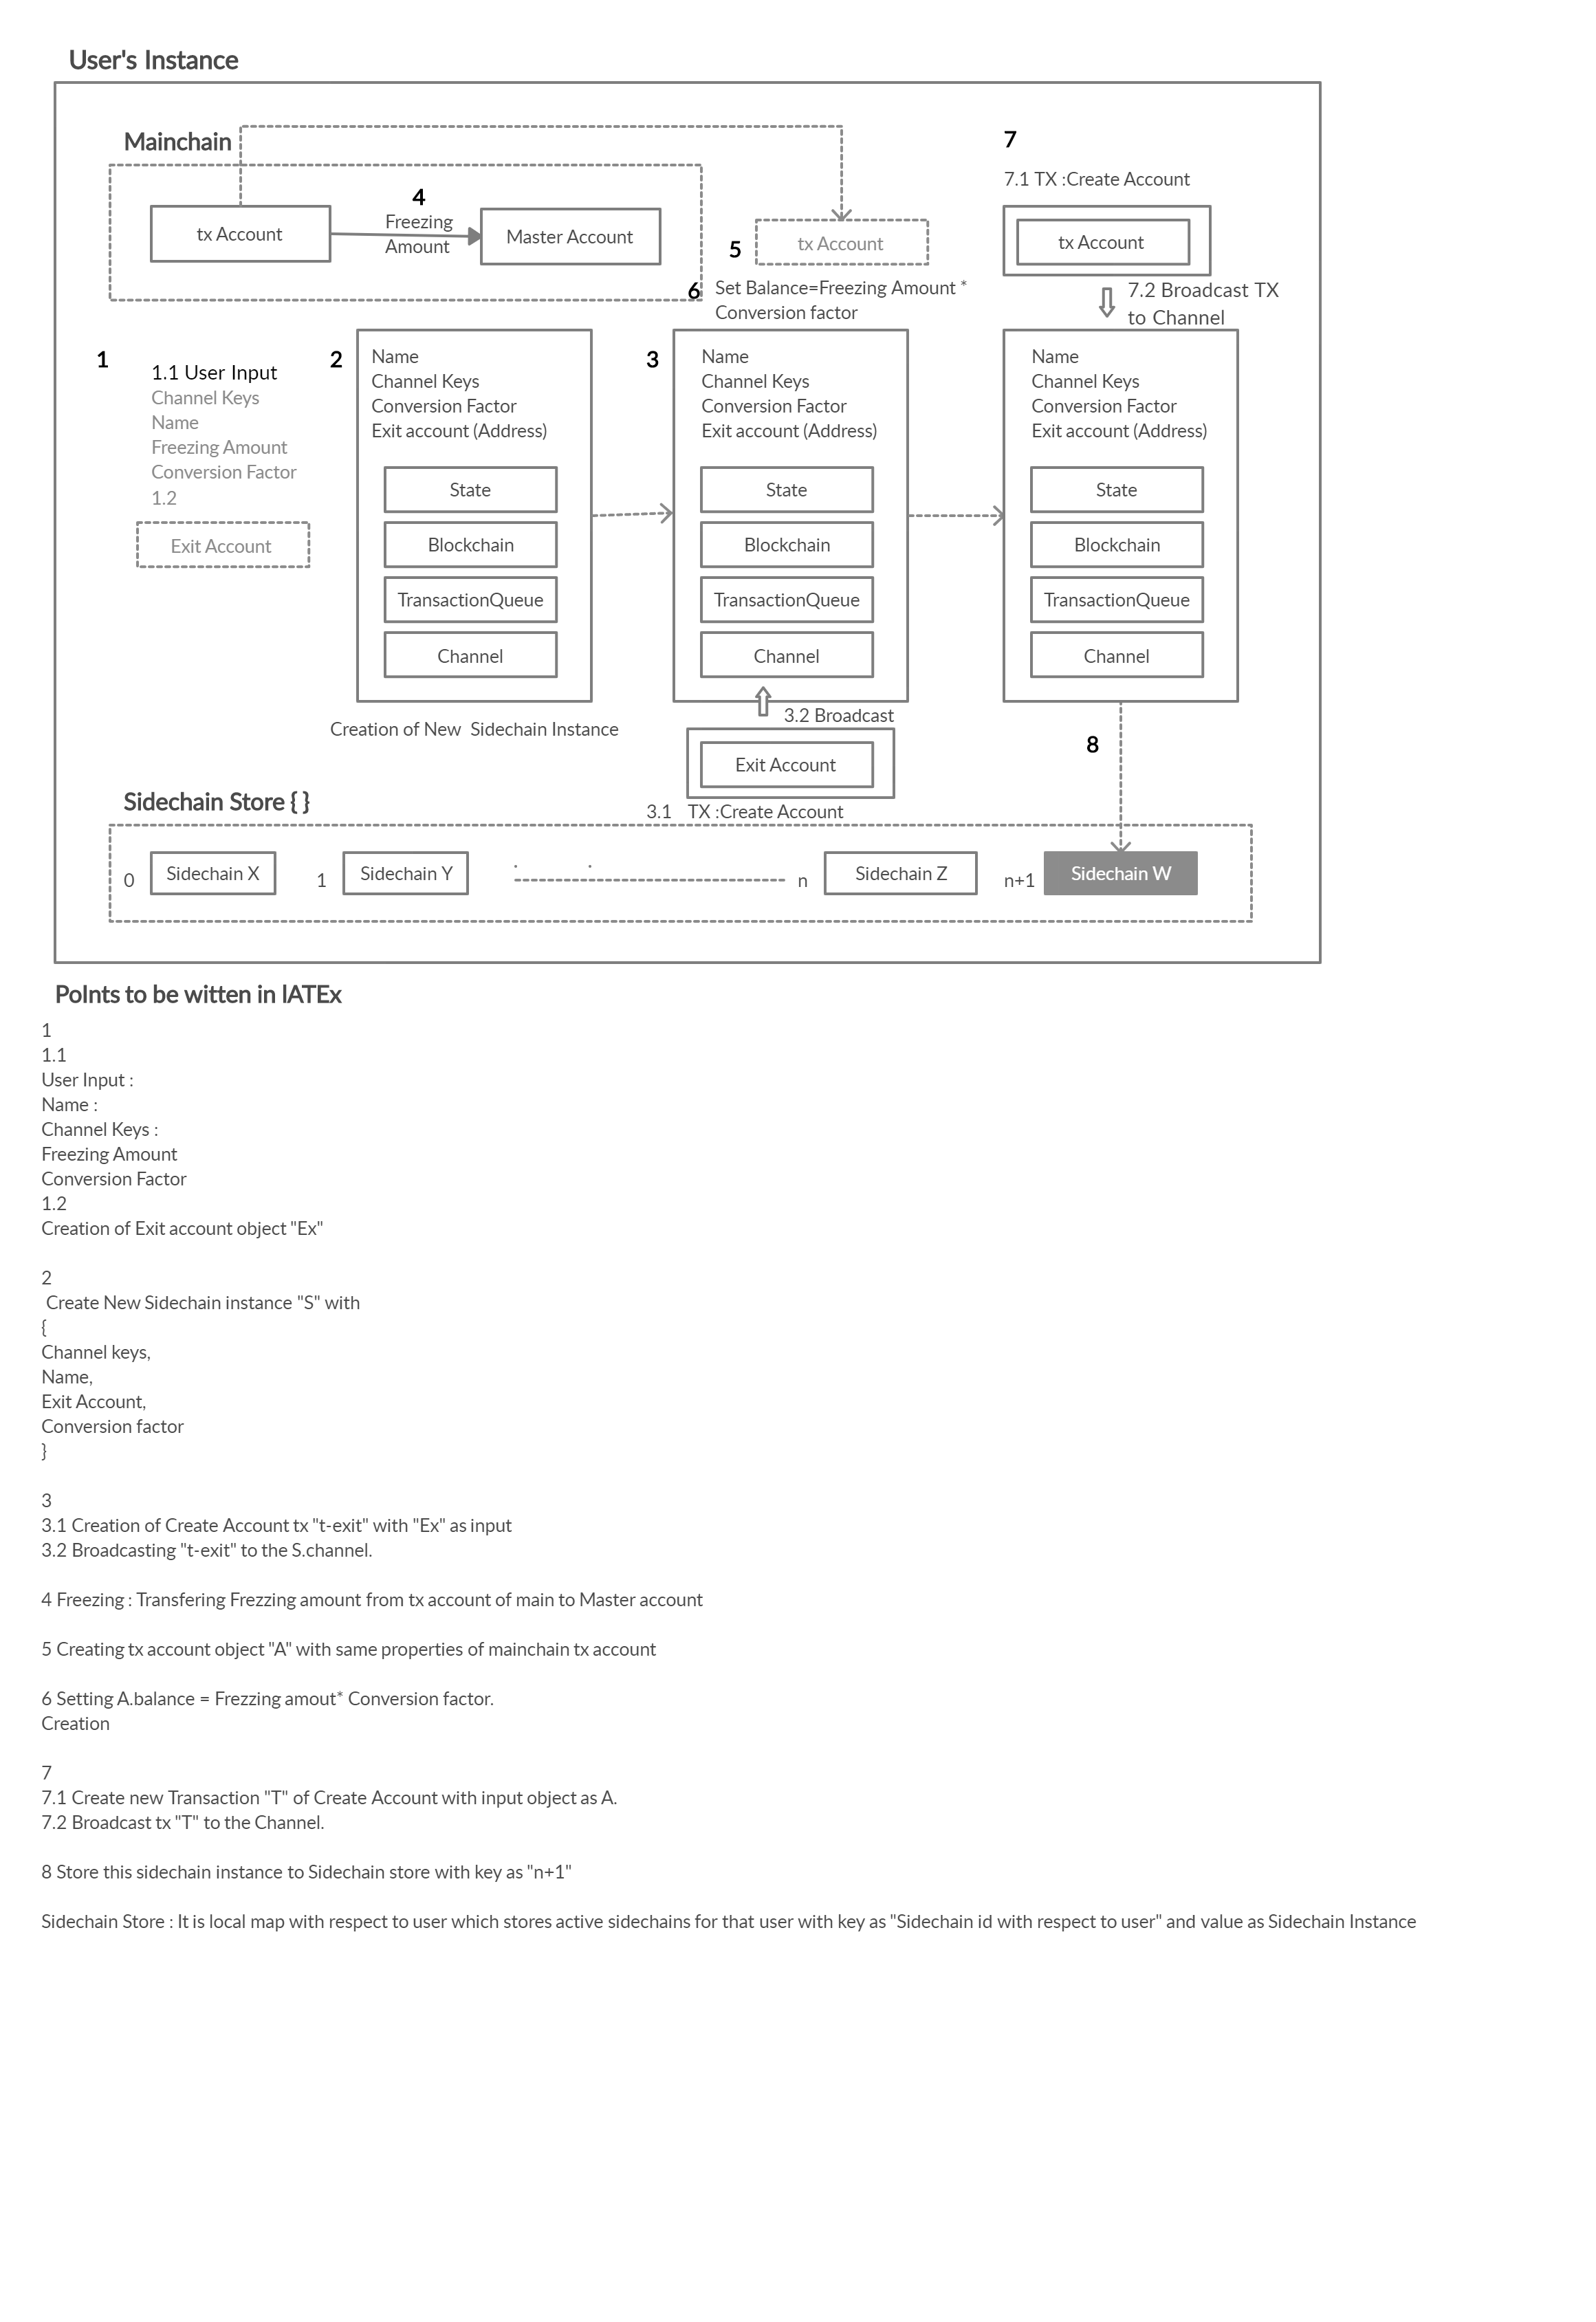 User's Instance
Mainchain
tx Account
4
Freezing
Amount
Master Account
5
tx Account
6
Set Balance=Freezing Amount *
Conversion factor
7
7.1 TX :Create Account
tx Account
7.2 Broadcast TX
to Channel
1
1.1 User Input
Channel Keys
Name
Freezing Amount
Conversion Factor
1.2
Exit Account
2
Name
Channel Keys
Conversion Factor
Exit account (Address)
State
Blockchain
TransactionQueue
Channel
Creation of New  Sidechain Instance
3
Name
Channel Keys
Conversion Factor
Exit account (Address)
State
Blockchain
TransactionQueue
Channel
3.2 Broadcast
Exit Account
3.1   TX :Create Account
Name
Channel Keys
Conversion Factor
Exit account (Address)
State
Blockchain
TransactionQueue
Channel
8
Sidechain Store { }
0
Sidechain X
1
Sidechain Y
. .
n
Sidechain Z
n+1
Sidechain W
PoInts to be witten in lATEx
1
1.1
User Input :
Name :
Channel Keys :
Freezing Amount
Conversion Factor
1.2
Creation of Exit account object "Ex"
2
Create New Sidechain instance "S" with
{
Channel keys,
Name,
Exit Account,
Conversion factor
}
3
3.1 Creation of Create Account tx "t-exit" with "Ex" as input
3.2 Broadcasting "t-exit" to the S.channel.
4 Freezing : Transfering Frezzing amount from tx account of main to Master account
5 Creating tx account object "A" with same properties of mainchain tx account
6 Setting A.balance = Frezzing amout* Conversion factor.
Creation
7
7.1 Create new Transaction "T" of Create Account with input object as A.
7.2 Broadcast tx "T" to the Channel.
8 Store this sidechain instance to Sidechain store with key as "n+1"
Sidechain Store : It is local map with respect to user which stores active sidechains for that user with key as "Sidechain id with respect to user" and value as Sidechain Instance